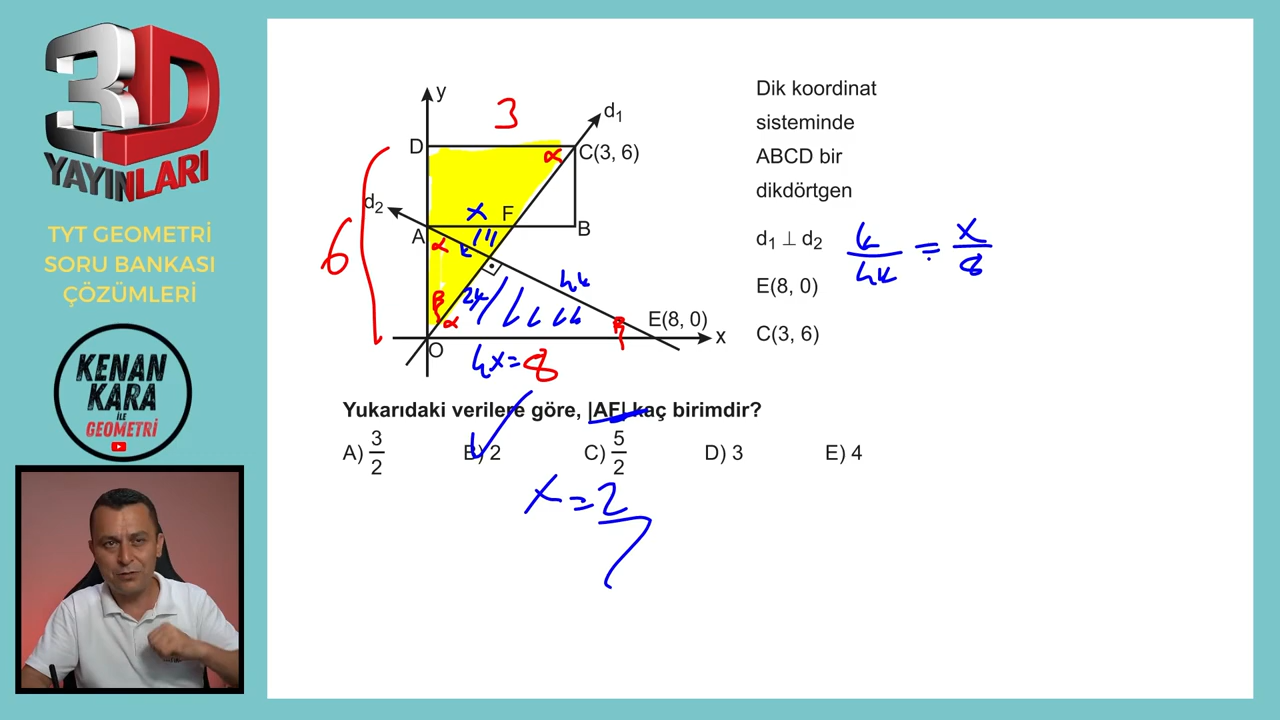 3D
YAYINLARI
TYT GEOMETRİ
SORU BANKASI
ÇÖZÜMLERİ
KENAN
KARA
İLE
GEOMETRİ
y
3
d₁
D
α
C(3, 6)
d₂
x
F
A
B
α
k
6
4k
β
2k
α
β
E(8, 0)
x
O
4x=8
Dik koordinat
sisteminde
ABCD bir
dikdörtgen
d₁ ⊥ d₂
k/4k = x/8
E(8, 0)
C(3, 6)
Yukarıdaki verilere göre, |AF| kaç birimdir?
A) 3/2 B) 2 C) 5/2 D) 3 E) 4
x=2